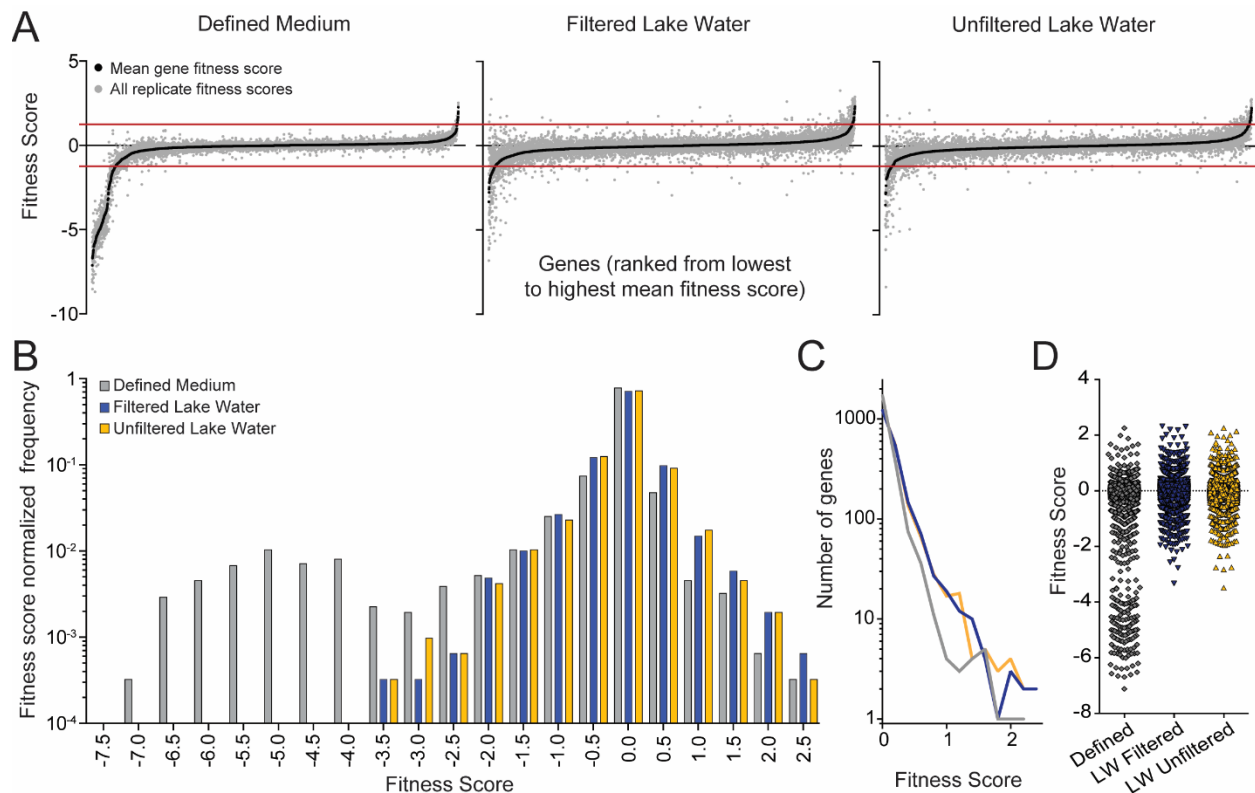 A
Defined Medium
Filtered Lake Water
Unfiltered Lake Water
Fitness Score
5
0
-5
-10
Mean gene fitness score
All replicate fitness scores
Genes (ranked from lowest
to highest mean fitness score)
B
Fitness score normalized frequency
1
10-1
10-2
10-3
10-4
Defined Medium
Filtered Lake Water
Unfiltered Lake Water
-7.5
-7.0
-6.5
-6.0
-5.5
-5.0
-4.5
-4.0
-3.5
-3.0
-2.5
-2.0
-1.5
-1.0
-0.5
0.0
0.5
1.0
1.5
2.0
2.5
Fitness Score
C
Number of genes
1000
100
10
1
0
1
2
Fitness Score
D
Fitness Score
4
2
0
-2
-4
-6
-8
Defined
LW Filtered
LW Unfiltered